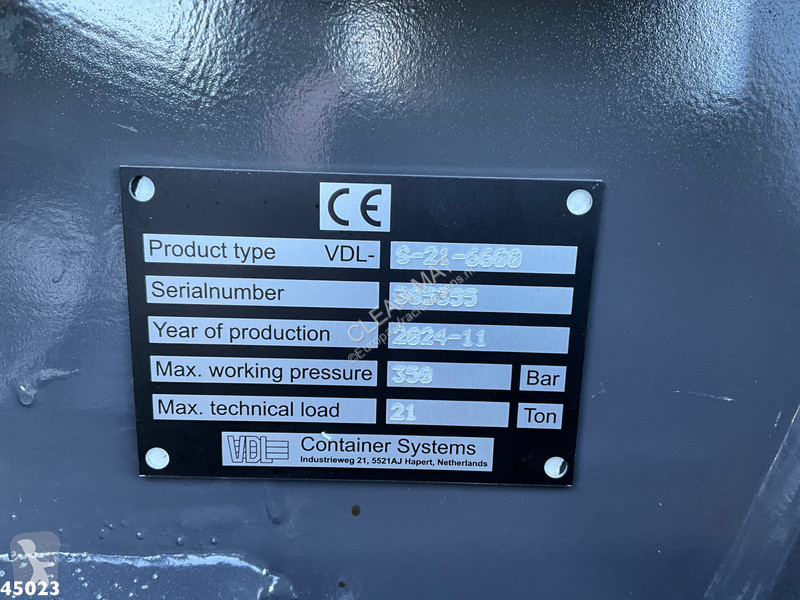 CE
Product type VDL- S-21-6600
Serialnumber
Year of production 2024-11
Max. working pressure 350 Bar
Max. technical load 21 Ton
VDL Container Systems
Industrieweg 21, 5521AJ Hapert, Netherlands
45023